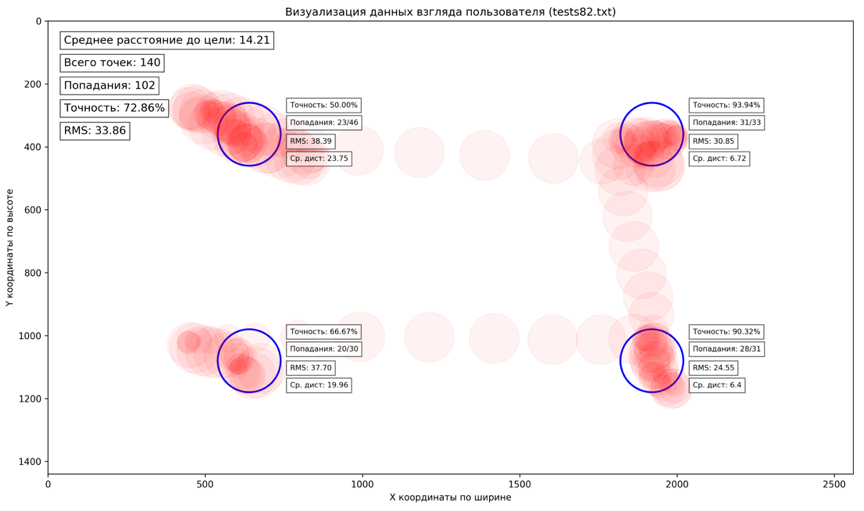 Визуализация данных взгляда пользователя (tests82.txt)
Среднее расстояние до цели: 14.21
Всего точек: 140
Попадания: 102
Точность: 72.86%
RMS: 33.86
Точность: 50.00%
Попадания: 23/46
RMS: 38.39
Ср. дист: 23.75
Точность: 93.94%
Попадания: 31/33
RMS: 30.85
Ср. дист: 6.72
Точность: 66.67%
Попадания: 20/30
RMS: 37.70
Ср. дист: 19.96
Точность: 90.32%
Попадания: 28/31
RMS: 24.55
Ср. дист: 6.4
Y координаты по высоте
0
200
400
600
800
1000
1200
1400
0
500
1000
1500
2000
2500
X координаты по ширине